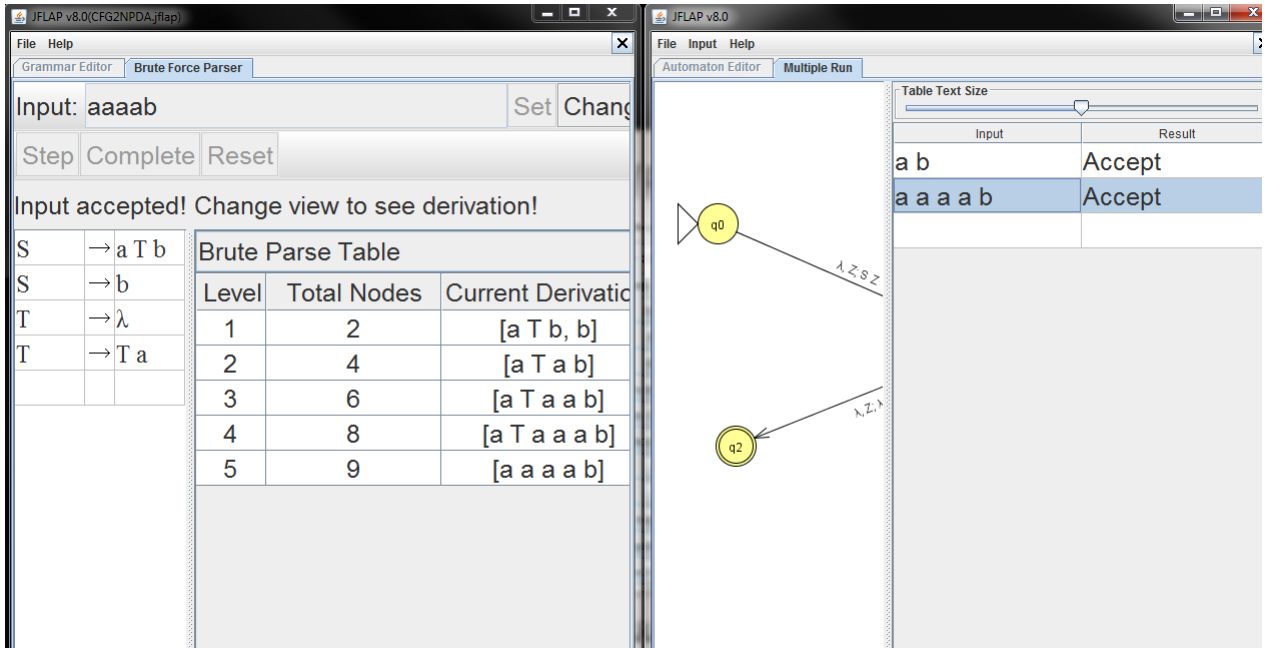 JFLAP v8.0(CFG2NPDA.jflap)
File Help
Grammar Editor Brute Force Parser
Input: aaaab Set Chang
Step Complete Reset
Input accepted! Change view to see derivation!
S → a T b
S → b
T → λ
T → T a
Brute Parse Table
Level Total Nodes Current Derivatio
1 2 [a T b, b]
2 4 [a T a b]
3 6 [a T a a b]
4 8 [a T a a a b]
5 9 [a a a a b]
JFLAP v8.0
File Input Help
Automaton Editor Multiple Run
q0
λ, Z; S Z
λ, Z; λ
q2
Table Text Size
Input Result
a b Accept
a a a a b Accept